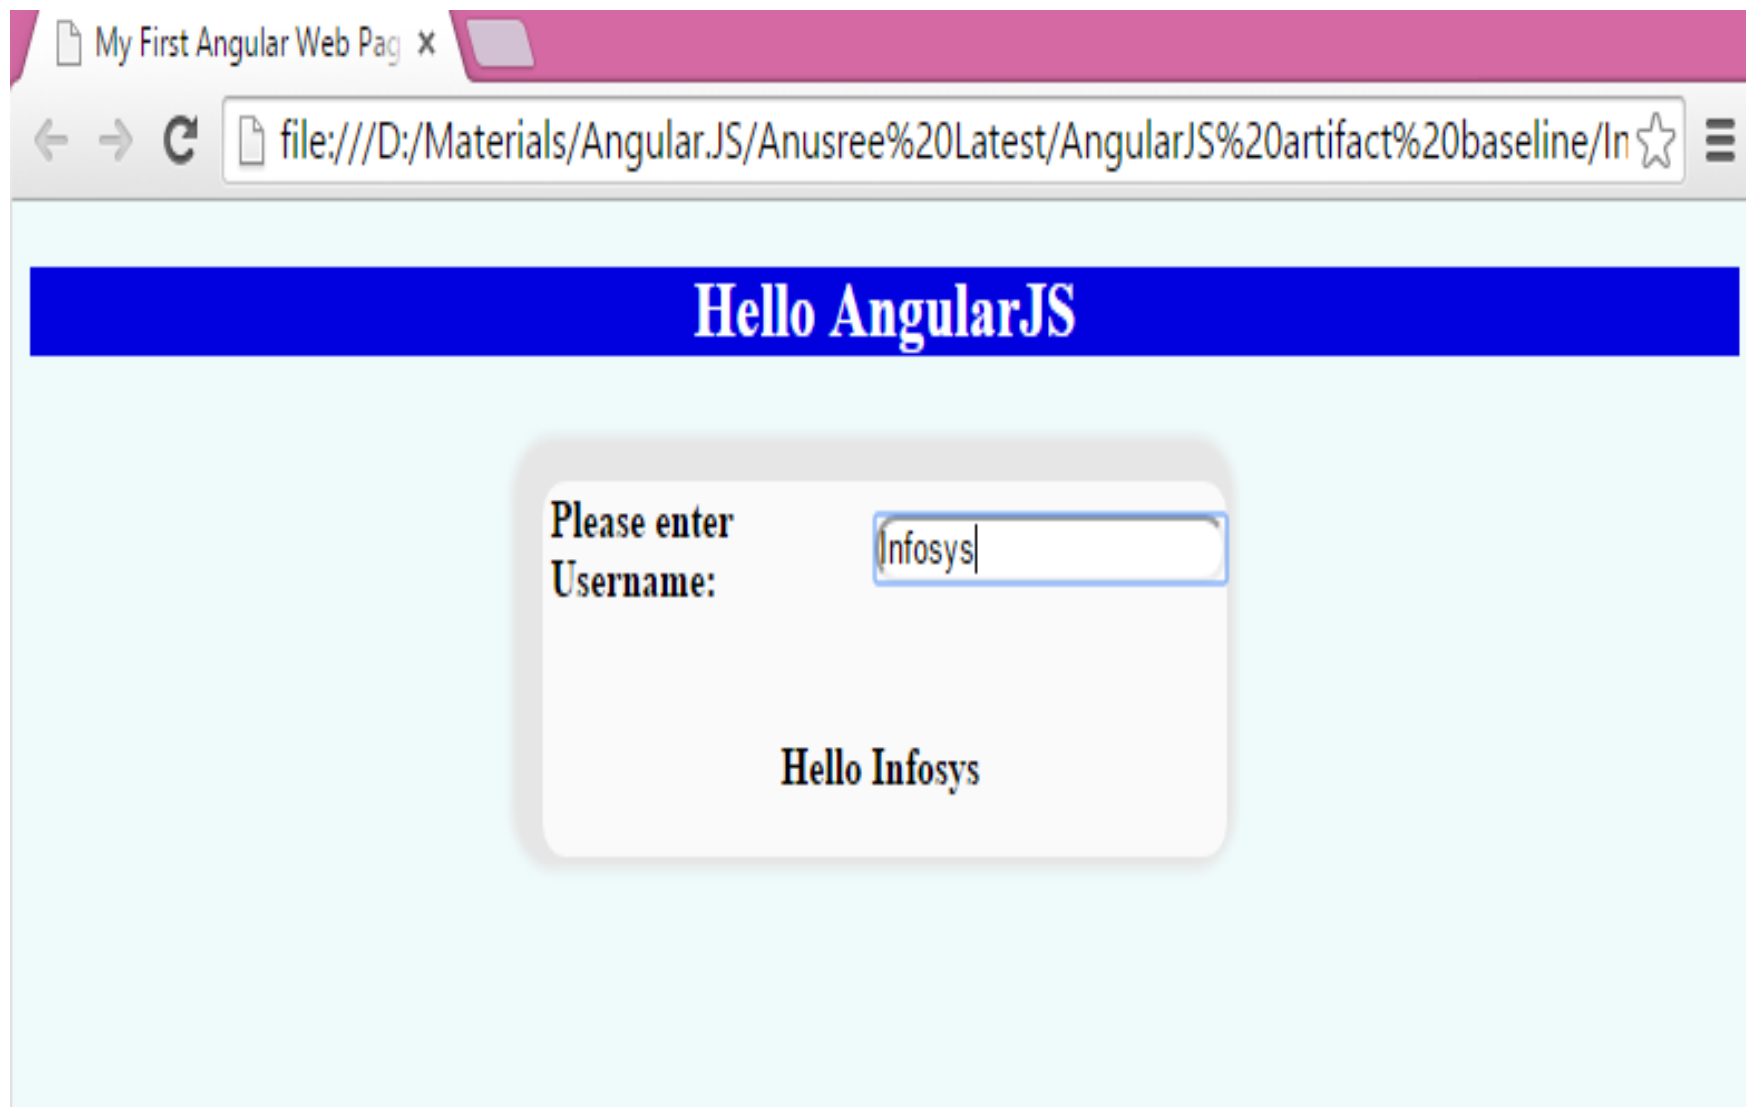 My First Angular Web Pag
file:///D:/Materials/Angular.JS/Anusree%20Latest/AngularJS%20artifact%20baseline/In
Hello AngularJS
Please enter
Username:
Infosys
Hello Infosys